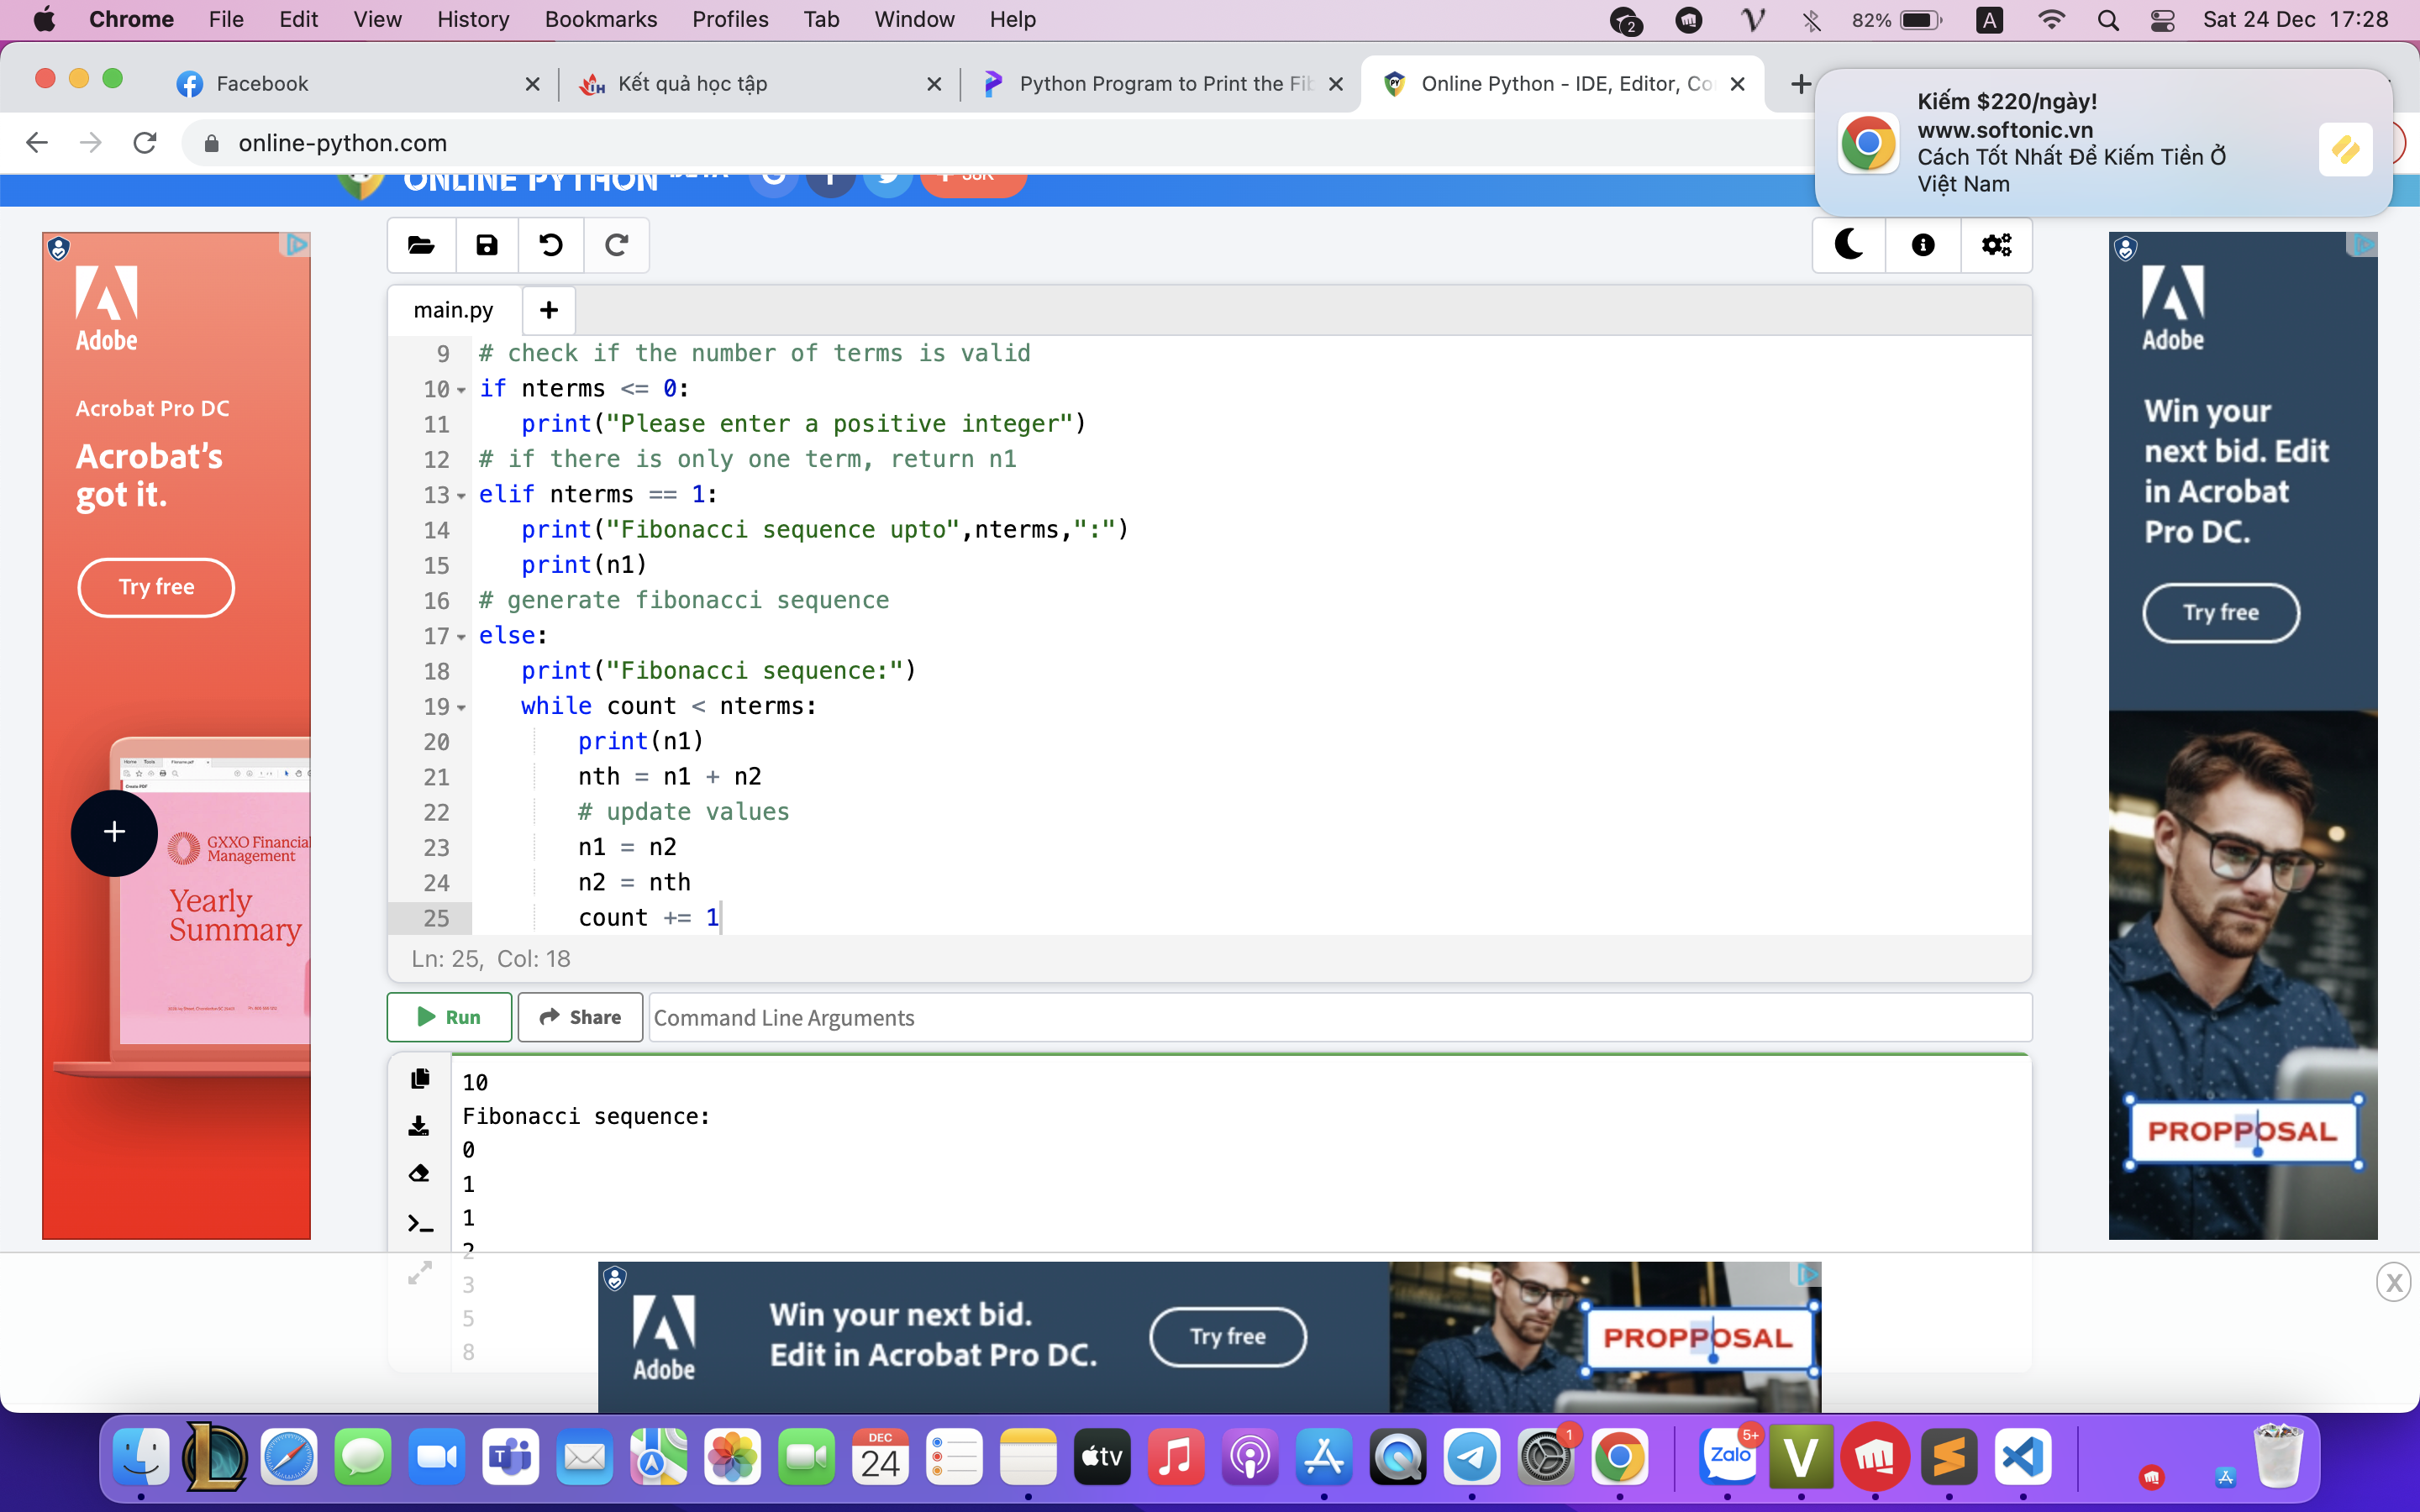 Chrome File Edit View History Bookmarks Profiles Tab Window Help
2 82% A Sat 24 Dec 17:28
Facebook
Kết quả học tập
Python Program to Print the Fib
Online Python - IDE, Editor, Co
online-python.com
Kiếm $220/ngày!
www.softonic.vn
Cách Tốt Nhất Để Kiếm Tiền Ở
Việt Nam
ONLINE PYTHON BETA
Adobe
Acrobat Pro DC
Acrobat's
got it.
Try free
GXXO Financial
Management
Yearly
Summary
main.py
9 # check if the number of terms is valid
10 if nterms <= 0:
11 print("Please enter a positive integer")
12 # if there is only one term, return n1
13 elif nterms == 1:
14 print("Fibonacci sequence upto",nterms,":")
15 print(n1)
16 # generate fibonacci sequence
17 else:
18 print("Fibonacci sequence:")
19 while count < nterms:
20 print(n1)
21 nth = n1 + n2
22 # update values
23 n1 = n2
24 n2 = nth
25 count += 1
Ln: 25, Col: 18
Run
Share
Command Line Arguments
10
Fibonacci sequence:
0
1
1
2
3
5
8
Adobe
Win your
next bid. Edit
in Acrobat
Pro DC.
Try free
PROPPOSAL
Adobe
Win your next bid.
Edit in Acrobat Pro DC.
Try free
PROPPOSAL
X
DEC
24
tv
1
Zalo
5+